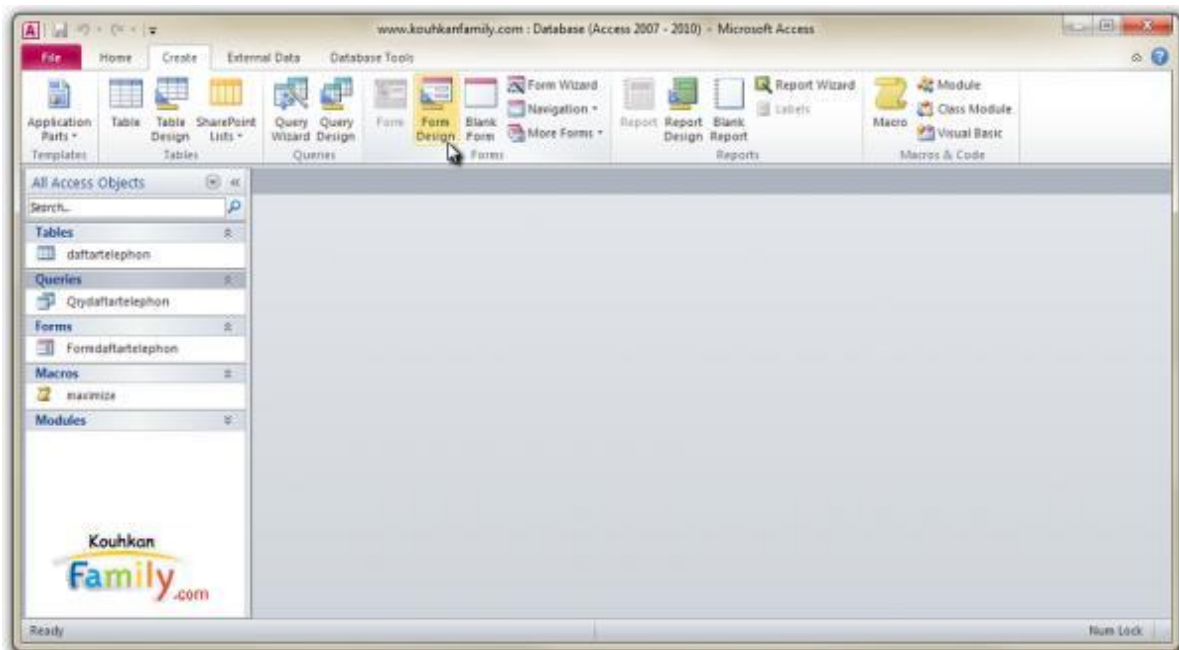 www.kouhkanfamily.com : Database (Access 2007 - 2010) - Microsoft Access
File Home Create External Data Database Tools
Application Parts
Table
Table Design
SharePoint Lists
Query Wizard
Query Design
Form
Form Design
Blank Form
Form Wizard
Navigation
More Forms
Report
Report Design
Blank Report
Report Wizard
Labels
Macro
Module
Class Module
Visual Basic
Templates Tables Queries Forms Reports Macros & Code
All Access Objects
Search...
Tables
daftartelephon
Queries
Qrydaftartelephon
Forms
Formdaftartelephon
Macros
maximize
Modules
Kouhkan
Family.com
Ready Num Lock